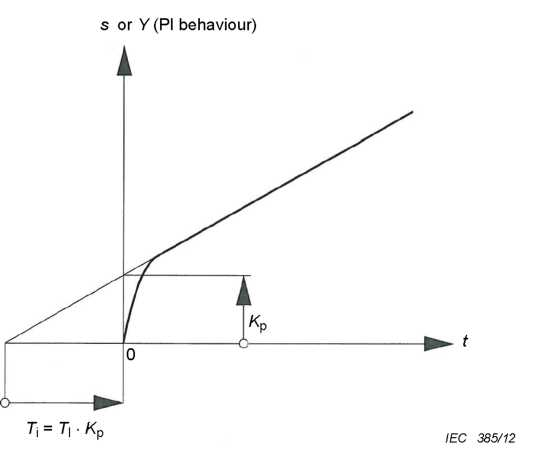 s or Y (PI behaviour)
Kp
t
0
Ti = TI · Kp
IEC 385/12